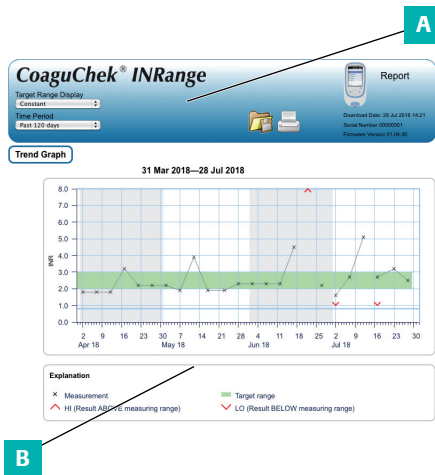 A
CoaguChek® INRange
Report
Target Range Display
Constant
Time Period
Past 120 days
Download Date: 28 Jul 2018 14:21
Serial Number 00000001
Firmware Version 01.04.00
Trend Graph
31 Mar 2018—28 Jul 2018
8.0
7.0
6.0
5.0
4.0
3.0
2.0
1.0
0.0
INR
2 9 16 23 30 7 14 21 28 4 11 18 25 2 9 16 23 30
Apr 18 May 18 Jun 18 Jul 18
Explanation
× Measurement Target range
HI (Result ABOVE measuring range) LO (Result BELOW measuring range)
B